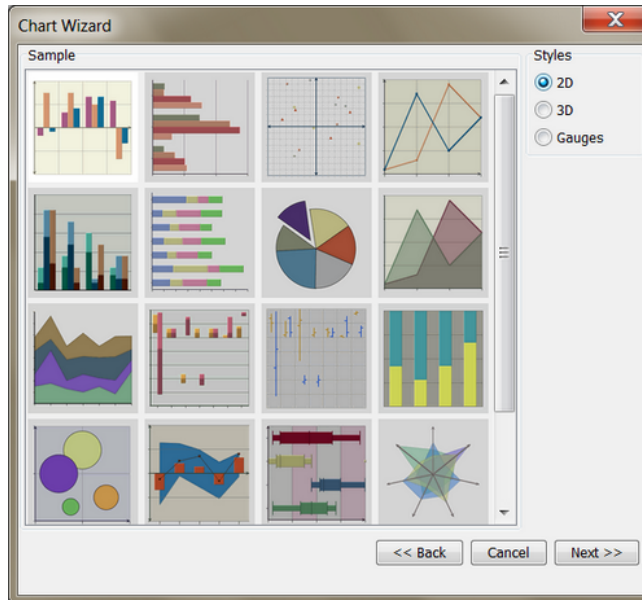 Chart Wizard
Sample
Styles
2D
3D
Gauges
<< Back
Cancel
Next >>